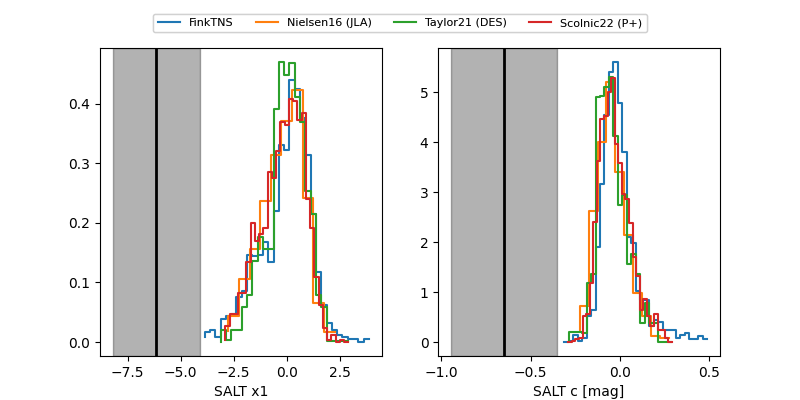 FinkTNS Nielsen16 (JLA) Taylor21 (DES) Scolnic22 (P+)
0.4
0.3
0.2
0.1
0.0
−7.5 −5.0 −2.5 0.0 2.5
SALT x1
5
4
3
2
1
0
−1.0 −0.5 0.0 0.5
SALT c [mag]